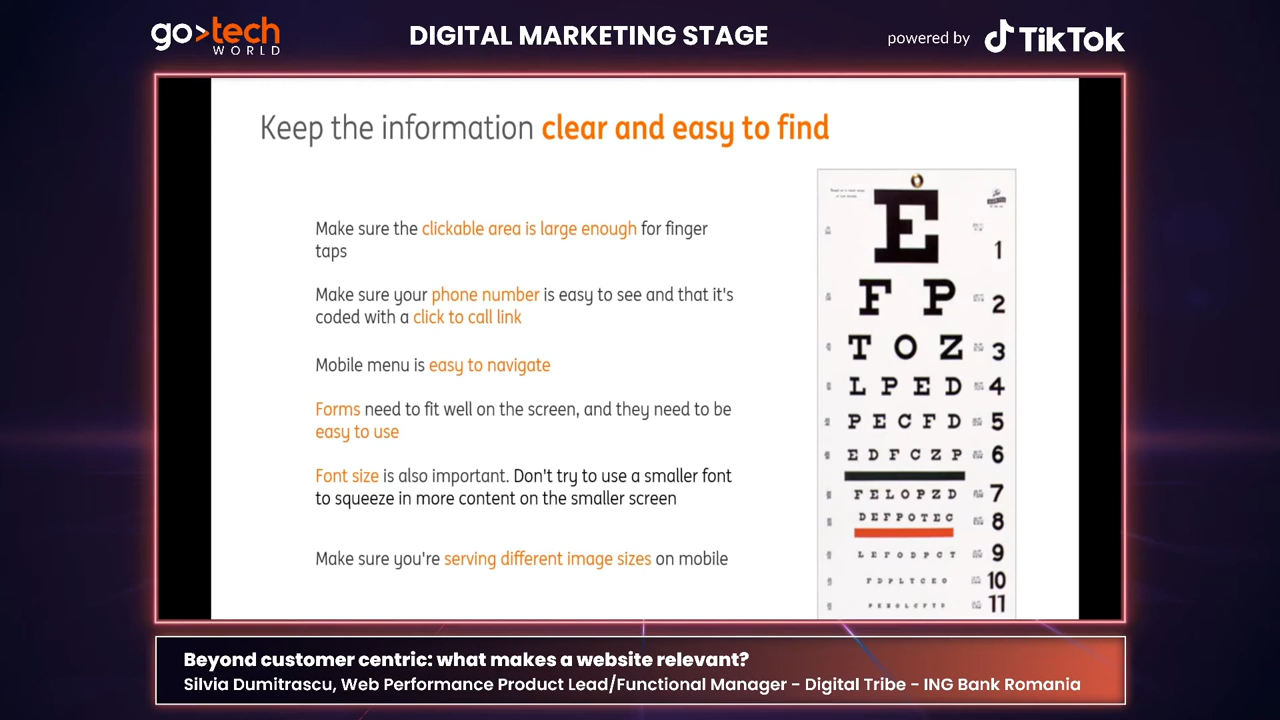 go>tech
WORLD
DIGITAL MARKETING STAGE
powered by TikTok
Keep the information clear and easy to find
Make sure the clickable area is large enough for finger
taps
Make sure your phone number is easy to see and that it's
coded with a click to call link
Mobile menu is easy to navigate
Forms need to fit well on the screen, and they need to be
easy to use
Font size is also important. Don't try to use a smaller font
to squeeze in more content on the smaller screen
Make sure you're serving different image sizes on mobile
E 1
F P 2
T O Z 3
L P E D 4
P E C F D 5
E D F C Z P 6
F E L O P Z D 7
D E F P O T E C 8
L E F O D P C T 9
F D P L T C E O 10
11
Beyond customer centric: what makes a website relevant?
Silvia Dumitrascu, Web Performance Product Lead/Functional Manager - Digital Tribe - ING Bank Romania